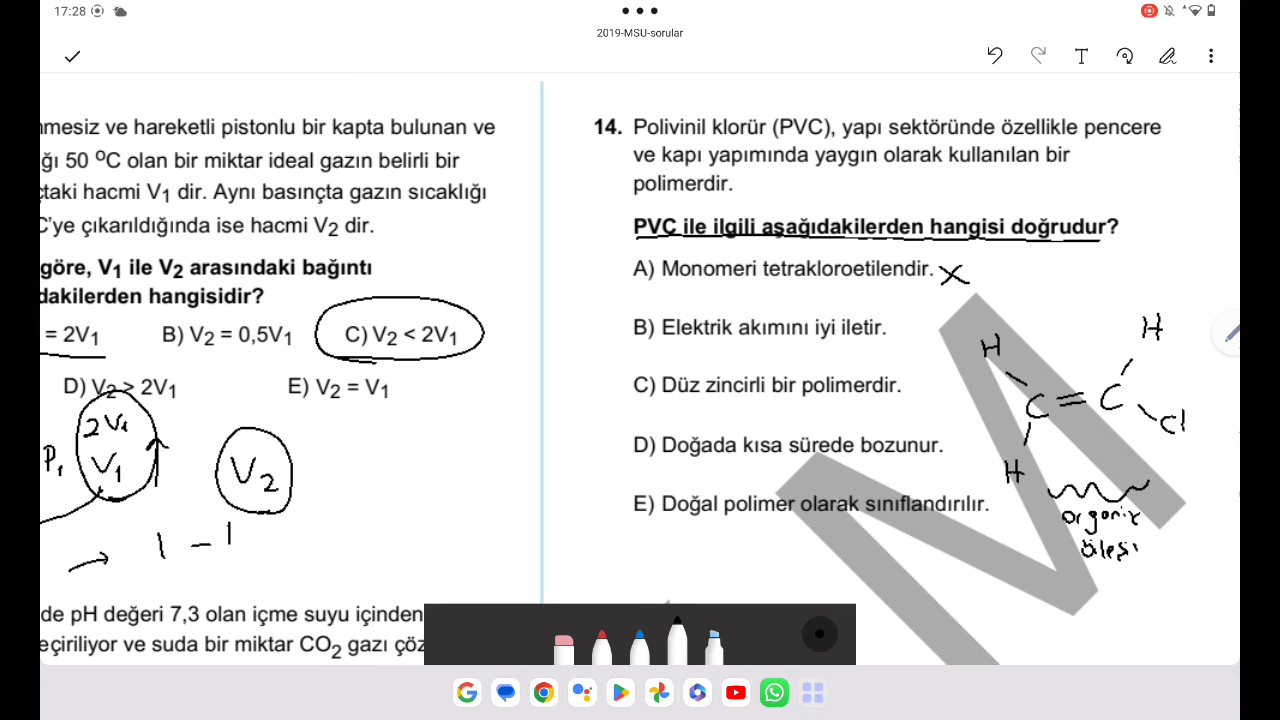 17:28
2019-MSU-sorular
T
mesiz ve hareketli pistonlu bir kapta bulunan ve
ğı 50 °C olan bir miktar ideal gazın belirli bir
taki hacmi V₁ dir. Aynı basınçta gazın sıcaklığı
C'ye çıkarıldığında ise hacmi V₂ dir.
göre, V₁ ile V₂ arasındaki bağıntı
dakilerden hangisidir?
= 2V₁ B) V₂ = 0,5V₁ C) V₂ < 2V₁
D) V₂ > 2V₁ E) V₂ = V₁
2V₁
P₁ V₁ V₂
1 - 1
de pH değeri 7,3 olan içme suyu içinden
eçiriliyor ve suda bir miktar CO₂ gazı çöz
14. Polivinil klorür (PVC), yapı sektöründe özellikle pencere
ve kapı yapımında yaygın olarak kullanılan bir
polimerdir.
PVC ile ilgili aşağıdakilerden hangisi doğrudur?
A) Monomeri tetrakloroetilendir. X
B) Elektrik akımını iyi iletir.
C) Düz zincirli bir polimerdir.
D) Doğada kısa sürede bozunur.
E) Doğal polimer olarak sınıflandırılır.
H H
C = C
H Cl
organik
M